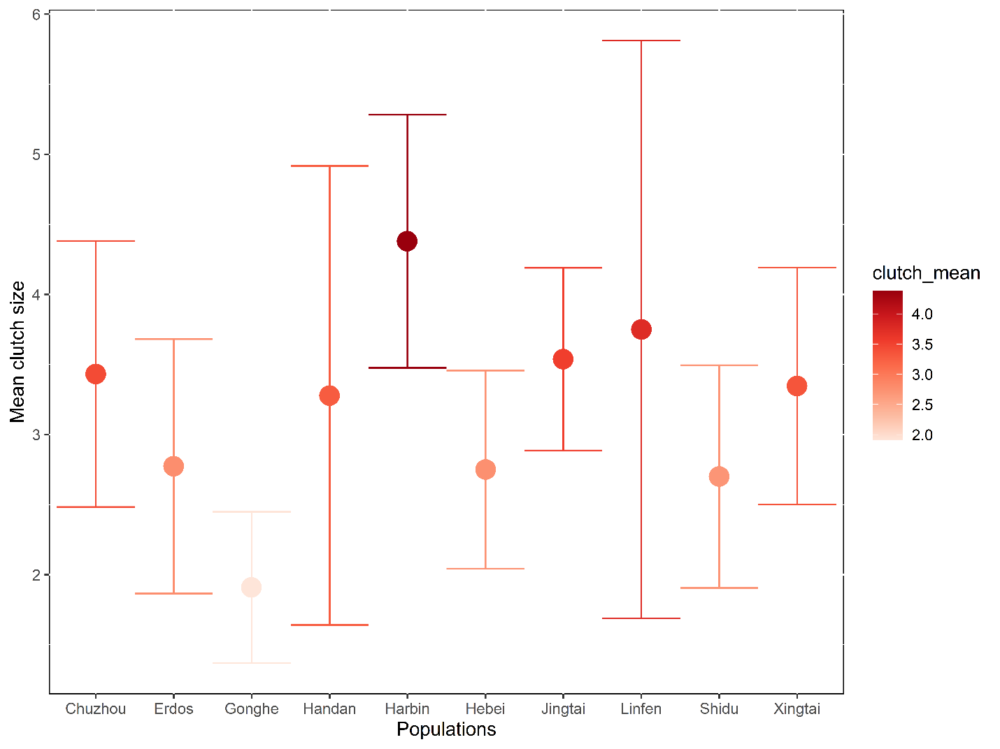 Mean clutch size
6
5
4
3
2
Chuzhou Erdos Gonghe Handan Harbin Hebei Jingtai Linfen Shidu Xingtai
Populations
clutch_mean
4.0
3.5
3.0
2.5
2.0